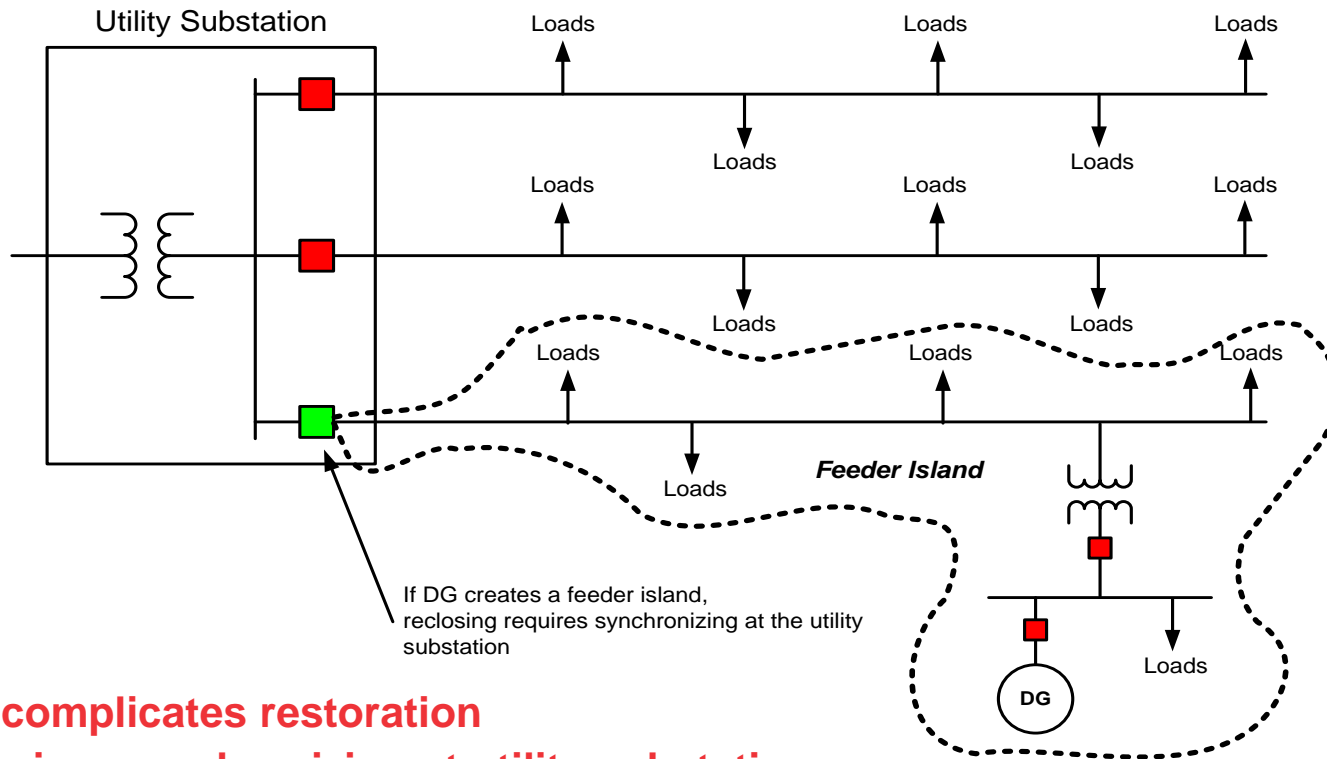 Utility Substation
Loads
Loads
Loads
Loads
Loads
Loads
Loads
Loads
Loads
Loads
Loads
Loads
Loads
Loads
Feeder Island
If DG creates a feeder island,
reclosing requires synchronizing at the utility
substation
Loads
DG
complicates restoration